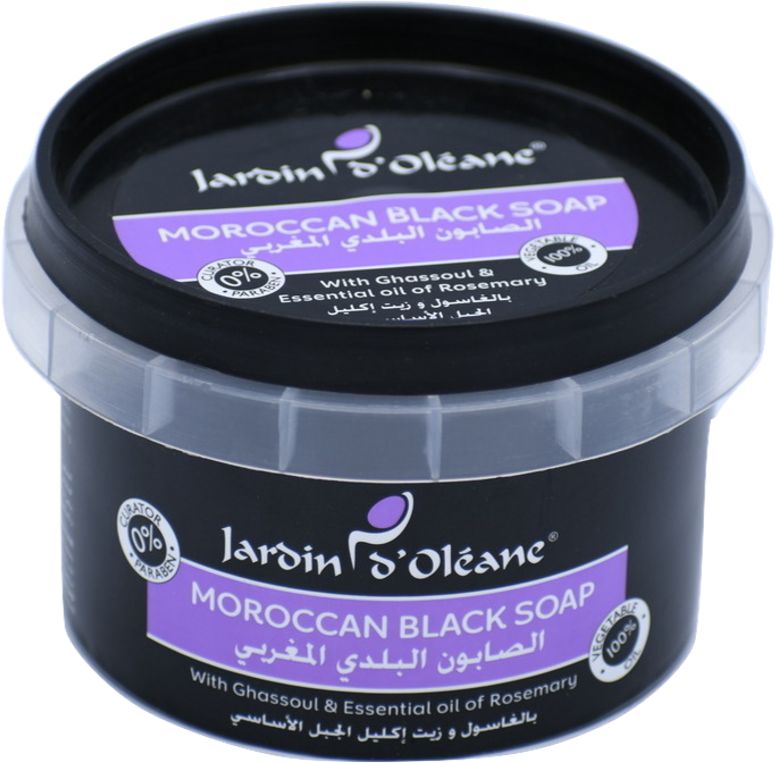 Jardin d'Oléane®
MOROCCAN BLACK SOAP
الصابون البلدي المغربي
CURATOR
0%
PARABEN
VEGETABLE
100%
OIL
With Ghassoul &
Essential oil of Rosemary
بالغاسول و زيت إكليل
الجبل الأساسي
CURATOR
0%
PARABEN
Jardin d'Oléane®
MOROCCAN BLACK SOAP
الصابون البلدي المغربي
VEGETABLE
100%
OIL
With Ghassoul & Essential oil of Rosemary
بالغاسول و زيت إكليل الجبل الأساسي